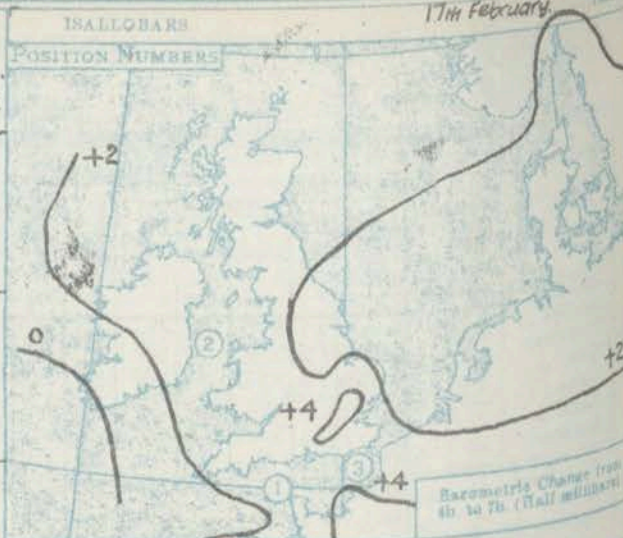 17th February.
ISALLOBARS
POSITION NUMBERS
+2
0
2
+2
+4
3
1
+4
Barometric Change from
4h to 7h (Half millibars)